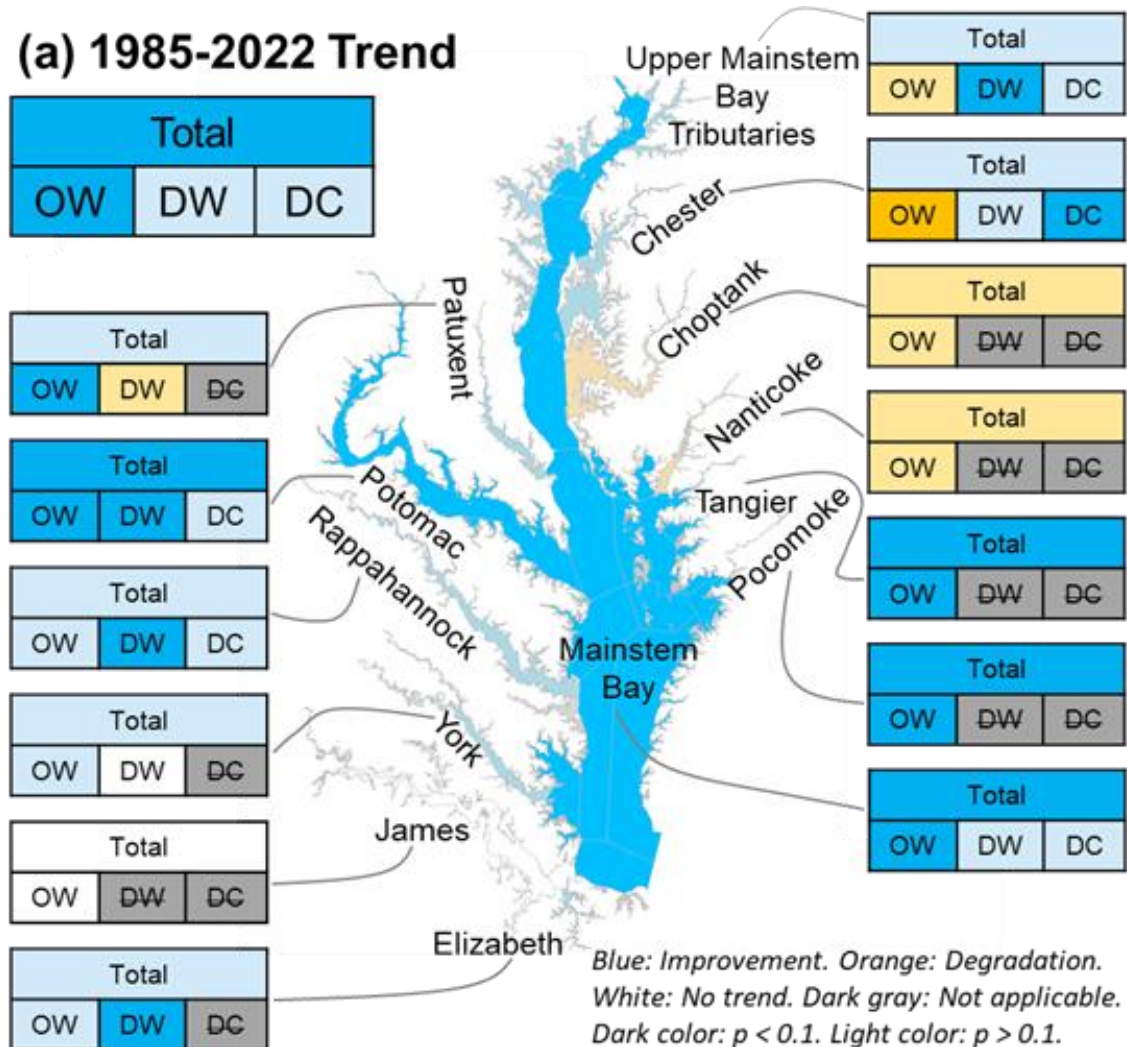 (a) 1985-2022 Trend
Total
OW DW DC
Total
OW DW DC
Total
OW DW DC
Total
OW DW DC
Total
OW DW DC
Total
OW DW DC
Total
OW DW DC
Upper Mainstem
Bay
Tributaries
Chester
Choptank
Nanticoke
Tangier
Pocomoke
Patuxent
Potomac
Rappahannock
York
James
Elizabeth
Mainstem
Bay
Total
OW DW DC
Total
OW DW DC
Total
OW DW DC
Total
OW DW DC
Total
OW DW DC
Total
OW DW DC
Total
OW DW DC
Blue: Improvement. Orange: Degradation.
White: No trend. Dark gray: Not applicable.
Dark color: p < 0.1. Light color: p > 0.1.